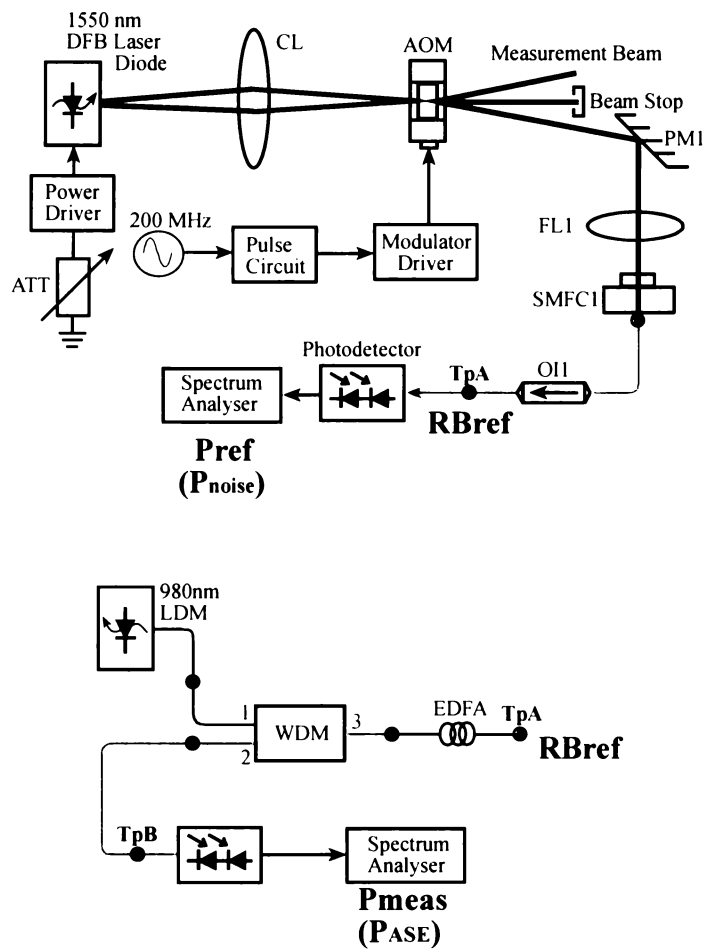 1550 nm
DFB Laser
Diode
CL
AOM
Measurement Beam
Beam Stop
PM1
Power
Driver
200 MHz
Pulse
Circuit
Modulator
Driver
FL1
ATT
SMFC1
Photodetector
Spectrum
Analyser
TpA
OI1
RBref
Pref
(Pnoise)
980nm
LDM
1
WDM
3
EDFA
TpA
2
RBref
TpB
Spectrum
Analyser
Pmeas
(PASE)